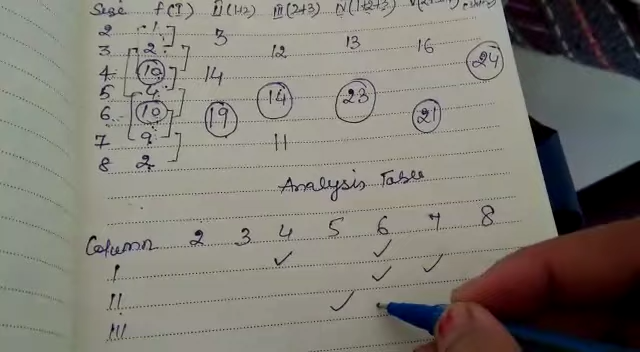 Size f(I) II(1+2) III(2+3) IV(1+2+3)
2 1 3
3 2 12 13 16
4 10 14 24
5 4 14 23
6 10 19 21
7 9 11
8 2
Analysis Table
Column 2 3 4 5 6 7 8
I ✓ ✓
II ✓ ✓
III ✓